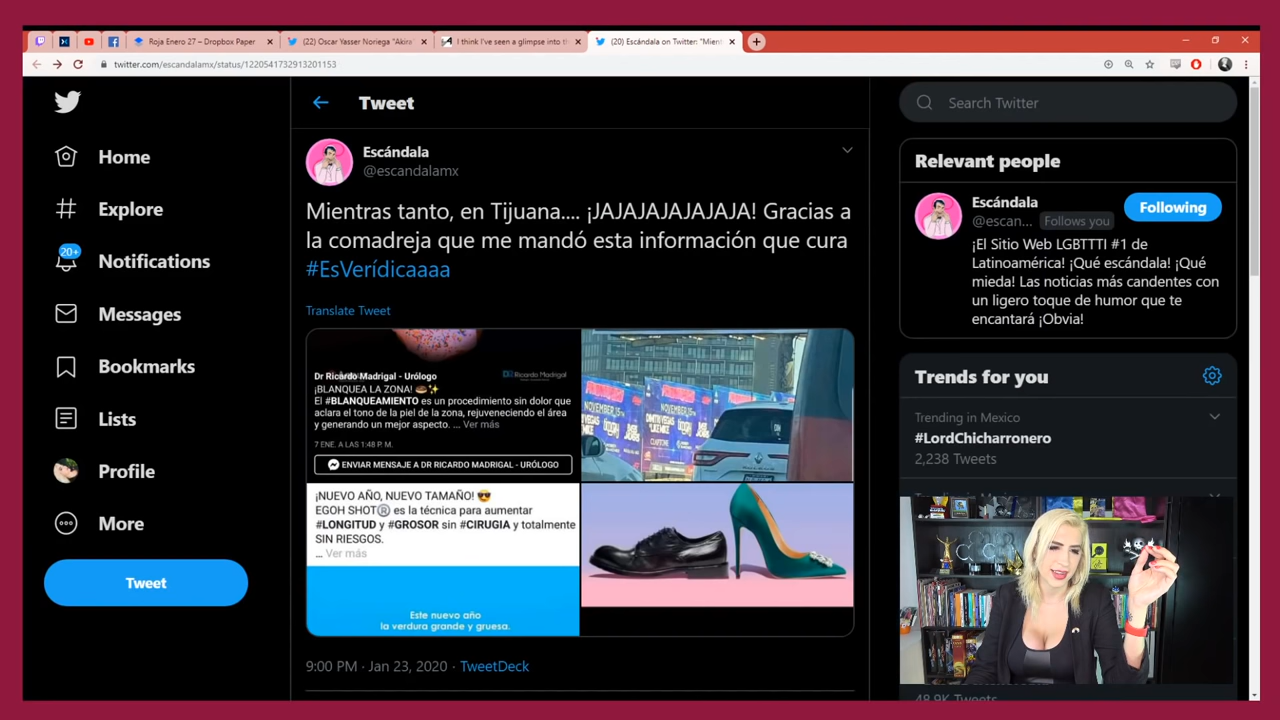 Roja Enero 27 – Dropbox Paper
(22) Oscar Yasser Noriega "Akira
I think I've seen a glimpse into th
(20) Escándala on Twitter: "Mient
twitter.com/escandalamx/status/1220541732913201153
Home
Explore
20+
Notifications
Messages
Bookmarks
Lists
Profile
More
Tweet
Tweet
Escándala
@escandalamx
Mientras tanto, en Tijuana.... ¡JAJAJAJAJAJAJA! Gracias a
la comadreja que me mandó esta información que cura
#EsVerídicaaaa
Translate Tweet
Dr Ricardo Madrigal - Urólogo
Ricardo Madrigal
¡BLANQUEA LA ZONA!
El #BLANQUEAMIENTO es un procedimiento sin dolor que
aclara el tono de la piel de la zona, rejuveneciendo el área
y generando un mejor aspecto. ... Ver más
7 ENE. A LAS 1:48 P. M.
ENVIAR MENSAJE A DR RICARDO MADRIGAL - URÓLOGO
NOVEMBER 15TH
¡NUEVO AÑO, NUEVO TAMAÑO! 😎
EGOH SHOT® es la técnica para aumentar
#LONGITUD y #GROSOR sin #CIRUGIA y totalmente
SIN RIESGOS.
... Ver más
Este nuevo año
la verdura grande y gruesa.
9:00 PM · Jan 23, 2020 · TweetDeck
Search Twitter
Relevant people
Escándala
@escan... Follows you
Following
¡El Sitio Web LGBTTTI #1 de
Latinoamérica! ¡Qué escándala! ¡Qué
mieda! Las noticias más candentes con
un ligero toque de humor que te
encantará ¡Obvia!
Trends for you
Trending in Mexico
#LordChicharronero
2,238 Tweets
48.9K Tweets